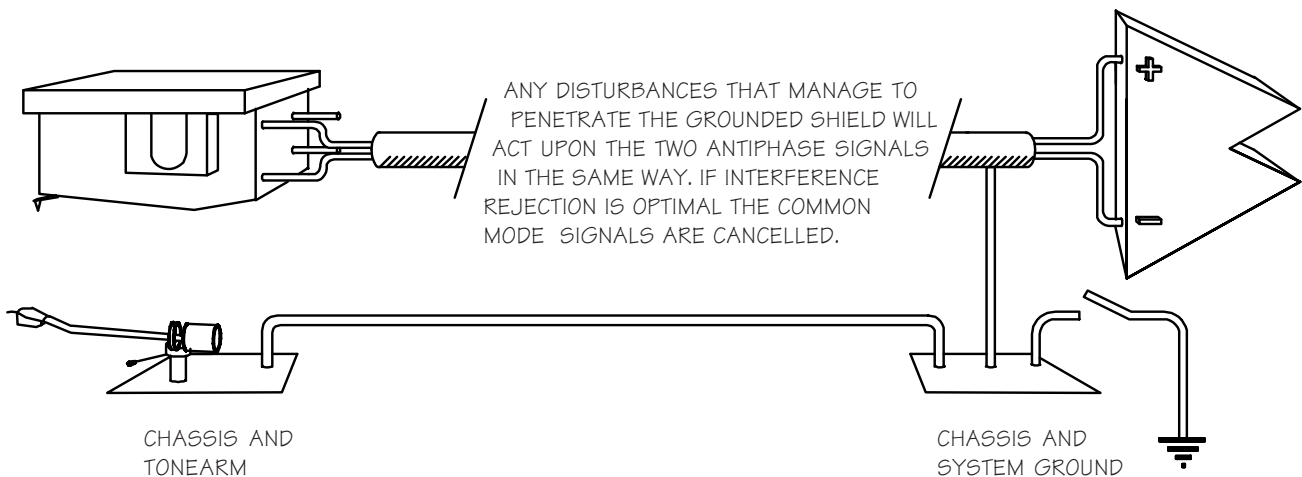 ANY DISTURBANCES THAT MANAGE TO
PENETRATE THE GROUNDED SHIELD WILL
ACT UPON THE TWO ANTIPHASE SIGNALS
IN THE SAME WAY. IF INTERFERENCE
REJECTION IS OPTIMAL THE COMMON
MODE SIGNALS ARE CANCELLED.
+
-
CHASSIS AND
TONEARM
CHASSIS AND
SYSTEM GROUND